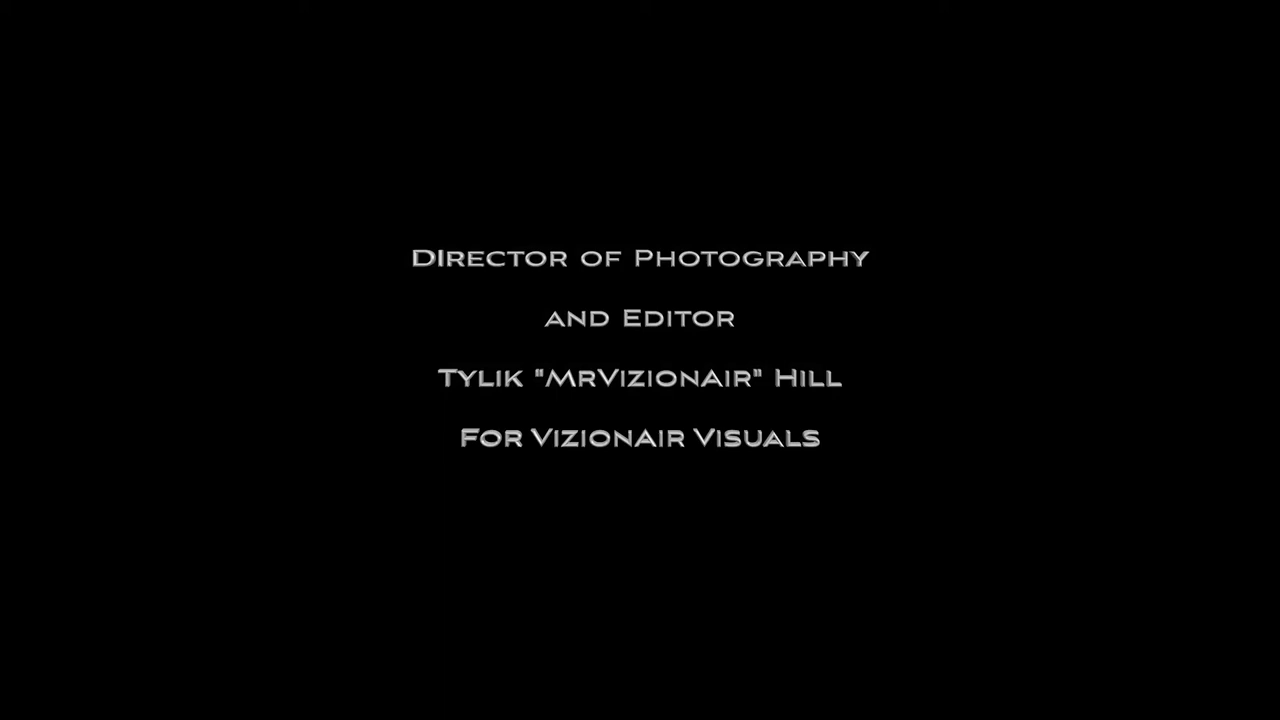 Director of Photography
and Editor
Tylik "MrVizionair" Hill
For Vizionair Visuals